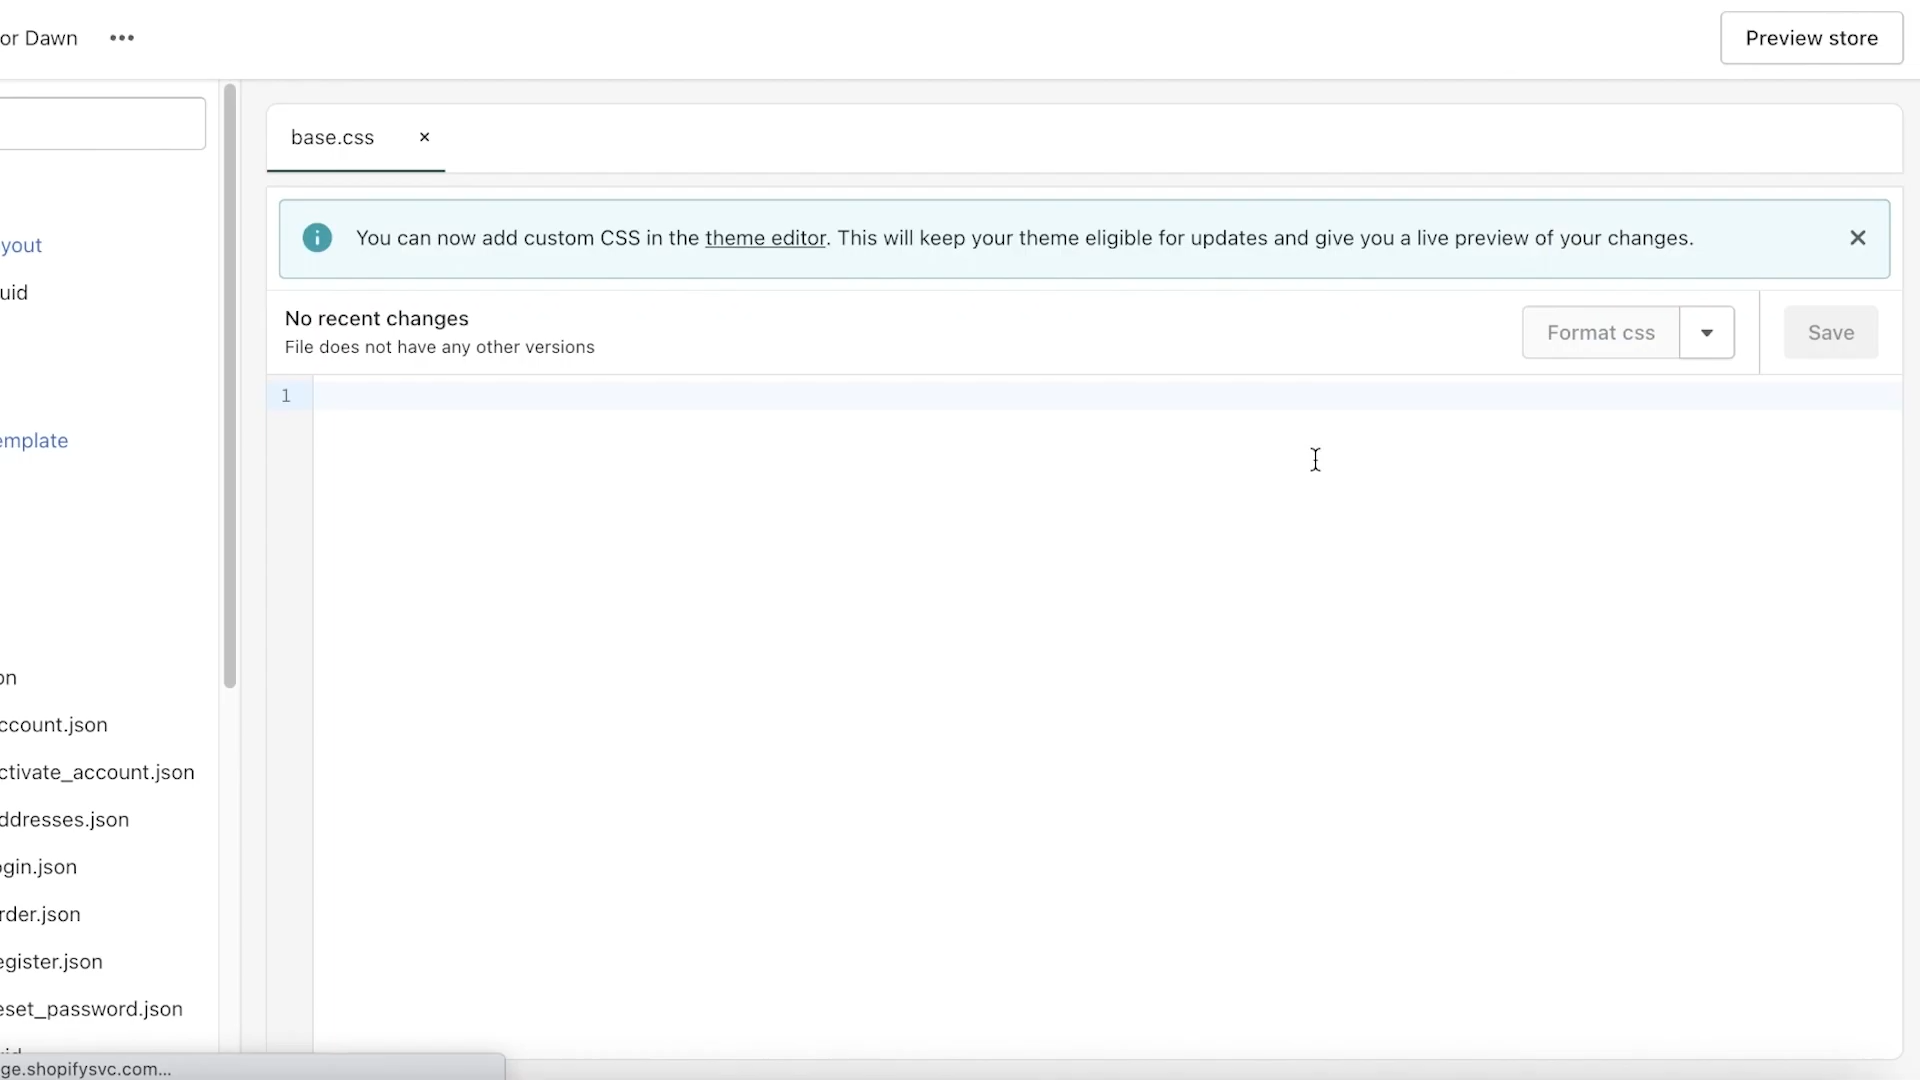 or Dawn
Preview store
base.css
You can now add custom CSS in the theme editor. This will keep your theme eligible for updates and give you a live preview of your changes.
No recent changes
File does not have any other versions
Format css
Save
1
yout
uid
emplate
on
ccount.json
ctivate_account.json
ddresses.json
ogin.json
rder.json
egister.json
eset_password.json
ge.shopifysvc.com...